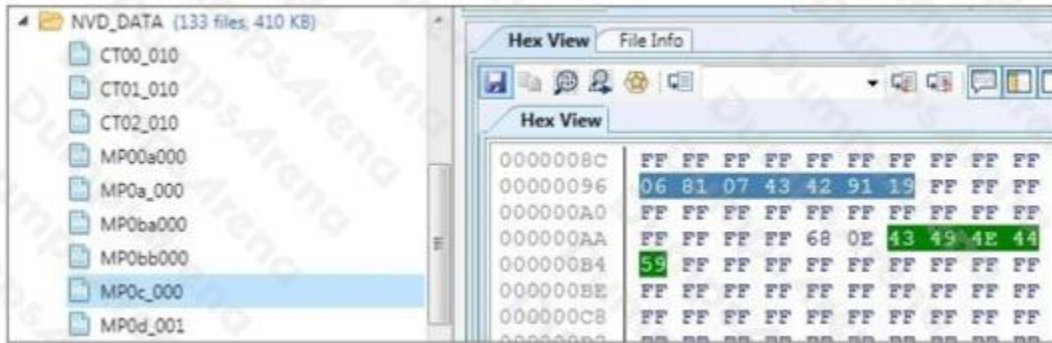 NVD_DATA (133 files, 410 KB)
CT00_010
CT01_010
CT02_010
MP00a000
MP0a_000
MP0ba000
MP0bb000
MP0c_000
MP0d_001
Hex View File Info
Hex View
0000008C FF FF FF FF FF FF FF FF FF FF
00000096 06 81 07 43 42 91 19 FF FF FF
000000A0 FF FF FF FF FF FF FF FF FF FF
000000AA FF FF FF FF 68 0E 43 49 4E 44
000000B4 59 FF FF FF FF FF FF FF FF FF
000000BE FF FF FF FF FF FF FF FF FF FF
000000C8 FF FF FF FF FF FF FF FF FF FF
DumpsArena